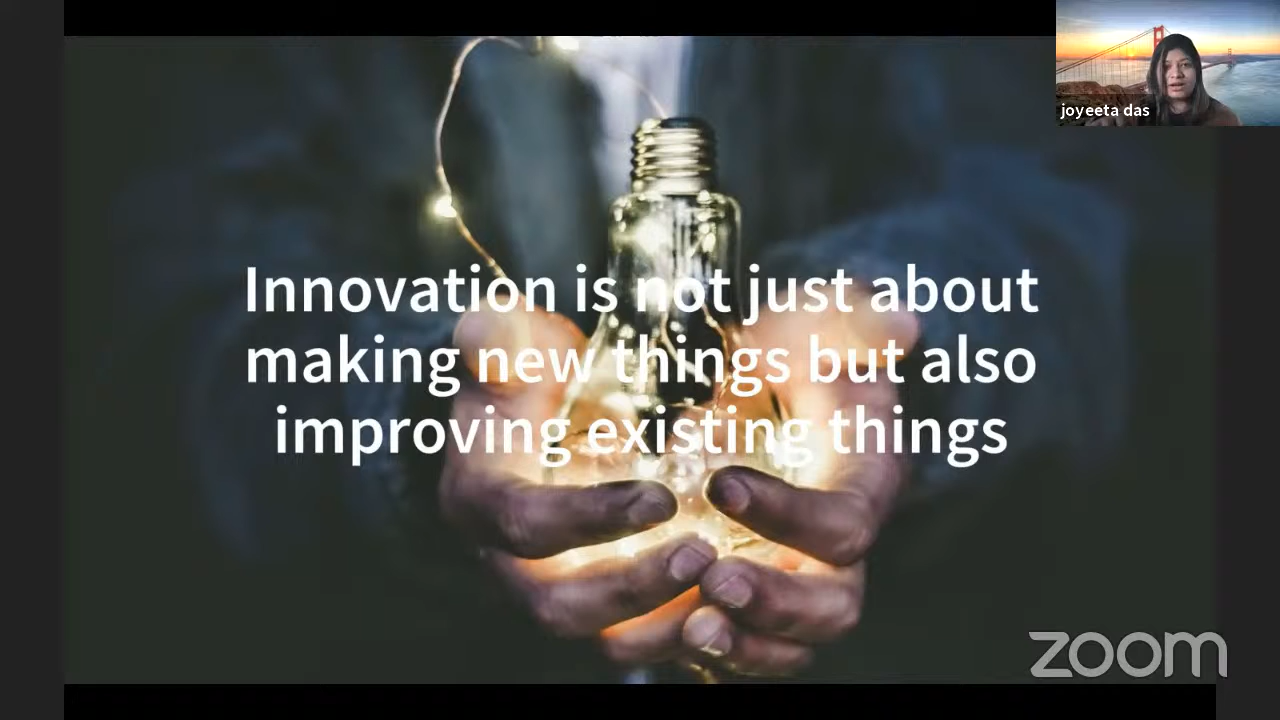 joyeeta das
Innovation is not just about
making new things but also
improving existing things
zoom